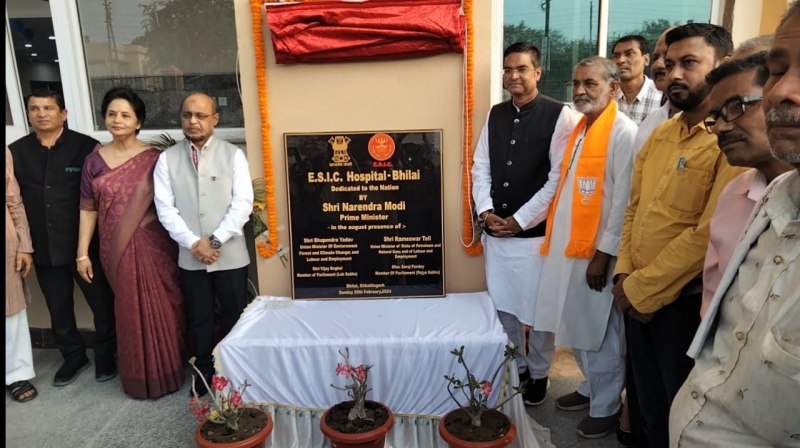 E.S.I.C.
E.S.I.C. Hospital-Bhilai
Dedicated to the Nation
BY
Shri Narendra Modi
Prime Minister
- in the august presence of :-
Shri Bhupendra Yadav
Union Minister Of Environment
Forest and Climate Change and
Labour and Employment
Shri Vijay Baghel
Member of Parliament (Lok Sabha)
Shri Rameswar Teli
Union Minister of State of Petroleum and
Natural Gas; and of Labour and
Employment
Miss. Saroj Pandey
Member Of Parliament (Rajya Sabha)
Bhilai, Chhattisgarh
Sunday 25th February,2024